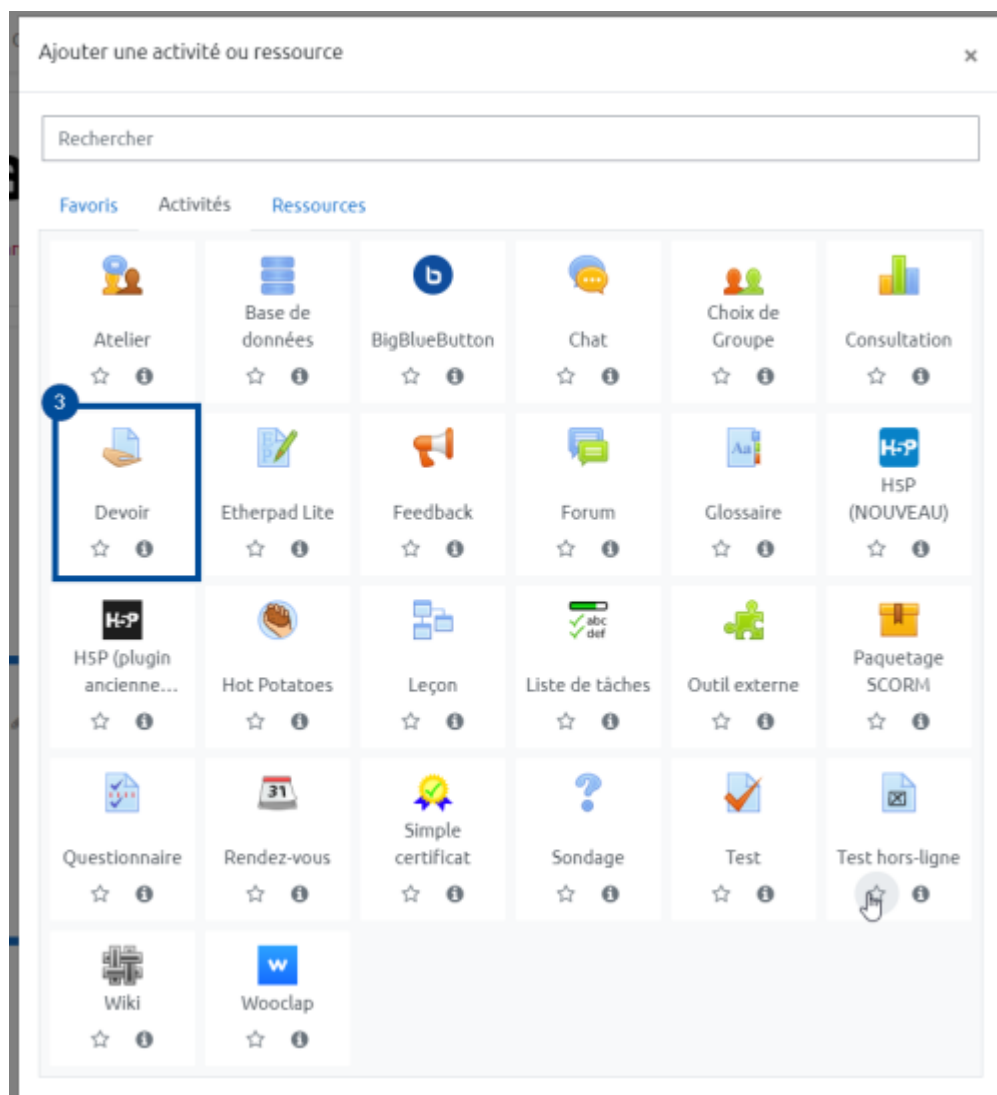 Ajouter une activité ou ressource ×
Rechercher
Favoris Activités Ressources
Atelier
Base de
données
BigBlueButton
Chat
Choix de
Groupe
Consultation
3
Devoir
Etherpad Lite
Feedback
Forum
Aa
Glossaire
H-P
H5P
(NOUVEAU)
H-P
H5P (plugin
ancienne...
Hot Potatoes
Leçon
abc
def
Liste de tâches
Outil externe
Paquetage
SCORM
Questionnaire
31
Rendez-vous
Simple
certificat
?
Sondage
Test
Test hors-ligne
Wiki
w
Wooclap